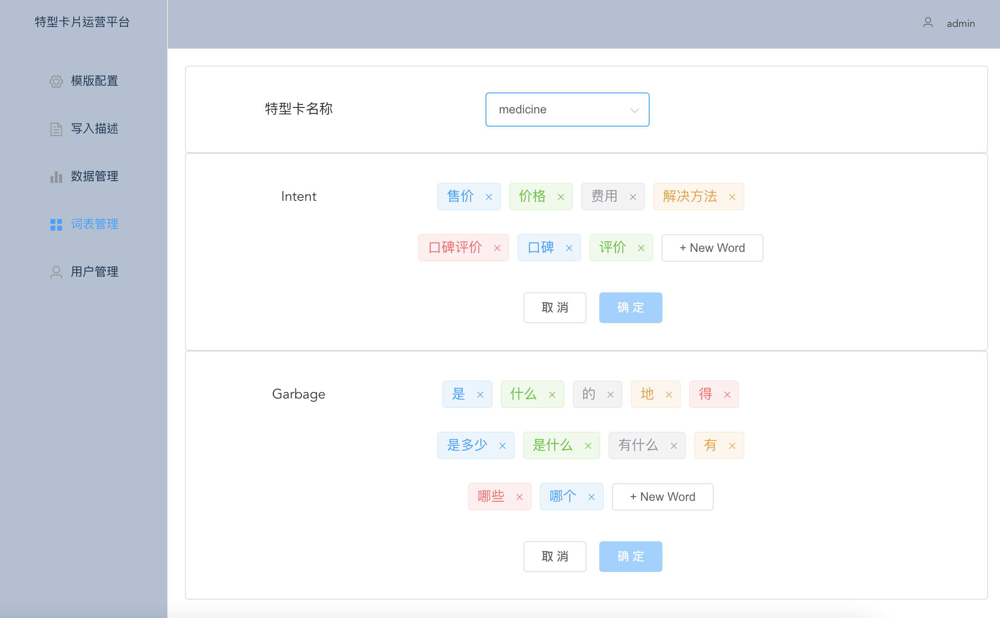 特型卡片运营平台
admin
模版配置
写入描述
数据管理
词表管理
用户管理
特型卡名称
medicine
Intent
售价 × 价格 × 费用 × 解决方法 ×
口碑评价 × 口碑 × 评价 × + New Word
取消 确定
Garbage
是 × 什么 × 的 × 地 × 得 ×
是多少 × 是什么 × 有什么 × 有 ×
哪些 × 哪个 × + New Word
取消 确定